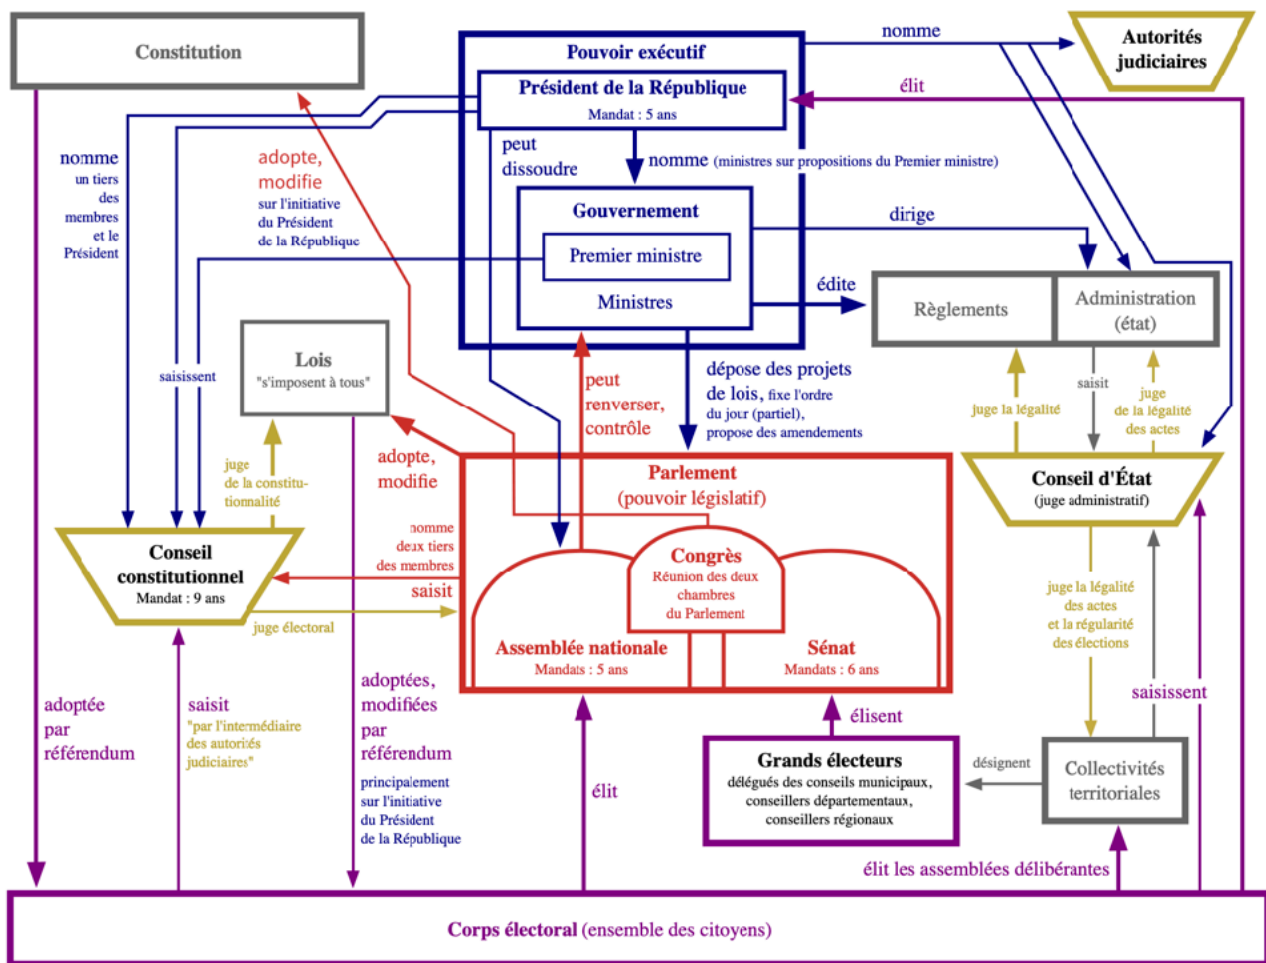 Constitution
Pouvoir exécutif
Président de la République
Mandat : 5 ans
nomme
Autorités
judiciaires
élit
nomme
un tiers
des
membres
et le
Président
adopte,
modifie
sur l'initiative
du Président
de la République
peut
dissoudre
nomme (ministres sur propositions du Premier ministre)
Gouvernement
Premier ministre
Ministres
dirige
édite
Règlements
Administration
(état)
Lois
"s'imposent à tous"
saisissent
peut
renverser,
contrôle
dépose des projets
de lois, fixe l'ordre
du jour (partiel),
propose des amendements
juge la légalité
saisit
juge
de la légalité
des actes
juge
de la constitu-
tionnalité
adopte,
modifie
Parlement
(pouvoir législatif)
Conseil d'État
(juge administratif)
Conseil
constitutionnel
Mandat : 9 ans
nomme
deux tiers
des membres
saisit
juge électoral
Congrès
Réunion des deux
chambres
du Parlement
Assemblée nationale
Mandats : 5 ans
Sénat
Mandats : 6 ans
juge la légalité
des actes
et la régularité
des élections
saisissent
adoptée
par
référendum
saisit
"par l'intermédiaire
des autorités
judiciaires"
adoptées,
modifiées
par
référendum
principalement
sur l'initiative
du Président
de la République
élit
élisent
Grands électeurs
délégués des conseils municipaux,
conseillers départementaux,
conseillers régionaux
désignent
Collectivités
territoriales
élit les assemblées délibérantes
Corps électoral (ensemble des citoyens)